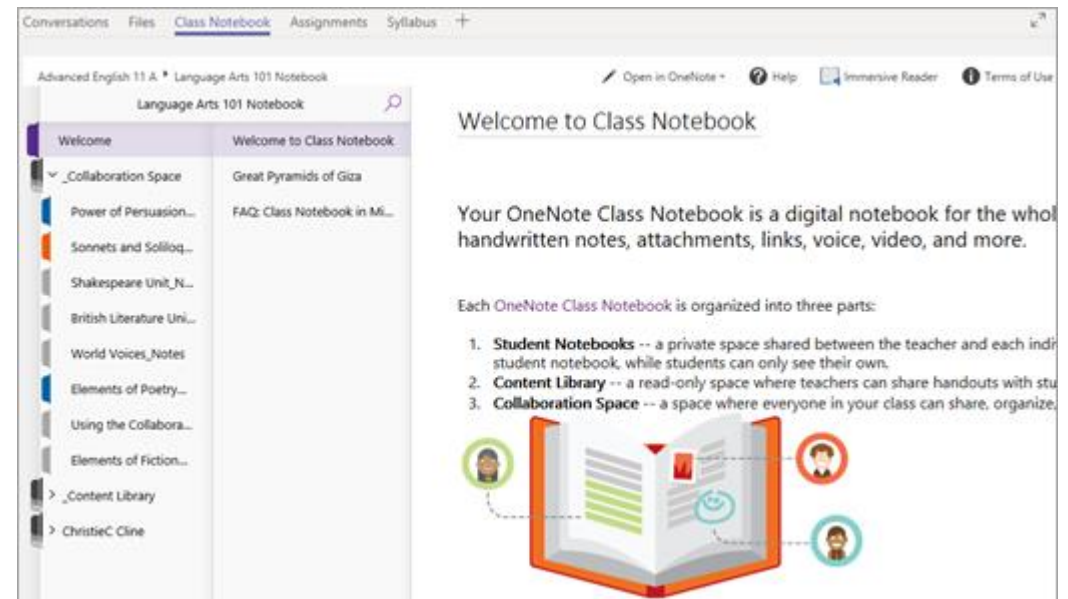 Conversations Files Class Notebook Assignments Syllabus +
Advanced English 11 A Language Arts 101 Notebook
Open in OneNote Help Immersive Reader Terms of Use
Language Arts 101 Notebook
Welcome
_Collaboration Space
Power of Persuasion...
Sonnets and Soliloq...
Shakespeare Unit_N...
British Literature Uni...
World Voices_Notes
Elements of Poetry...
Using the Collabora...
Elements of Fiction...
_Content Library
ChristieC Cline
Welcome to Class Notebook
Great Pyramids of Giza
FAQ: Class Notebook in Mi...
Welcome to Class Notebook
Your OneNote Class Notebook is a digital notebook for the whol
handwritten notes, attachments, links, voice, video, and more.
Each OneNote Class Notebook is organized into three parts:
1. Student Notebooks -- a private space shared between the teacher and each indi
student notebook, while students can only see their own.
2. Content Library -- a read-only space where teachers can share handouts with stu
3. Collaboration Space -- a space where everyone in your class can share, organize,